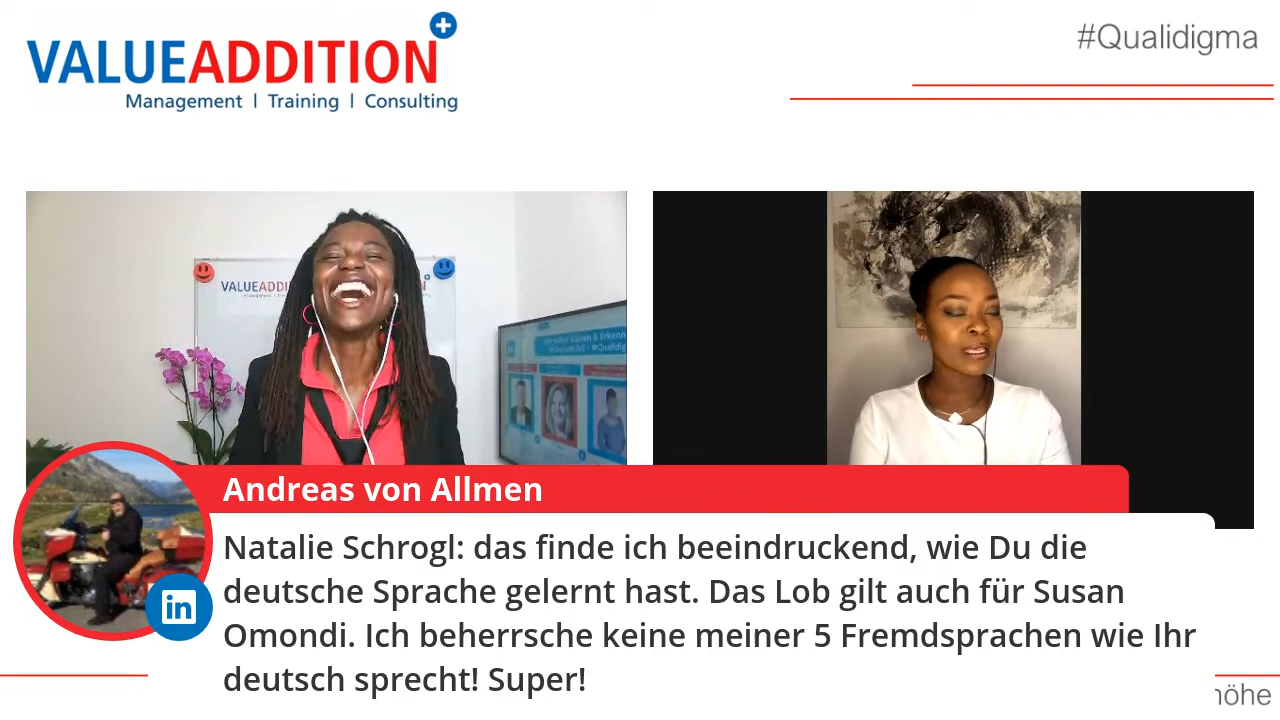 VALUEADDITION
Management | Training | Consulting
#Qualidigma
VALUEADDI
Andreas von Allmen
in
Natalie Schrogl: das finde ich beeindruckend, wie Du die
deutsche Sprache gelernt hast. Das Lob gilt auch für Susan
Omondi. Ich beherrsche keine meiner 5 Fremdsprachen wie Ihr
deutsch sprecht! Super!
höhe